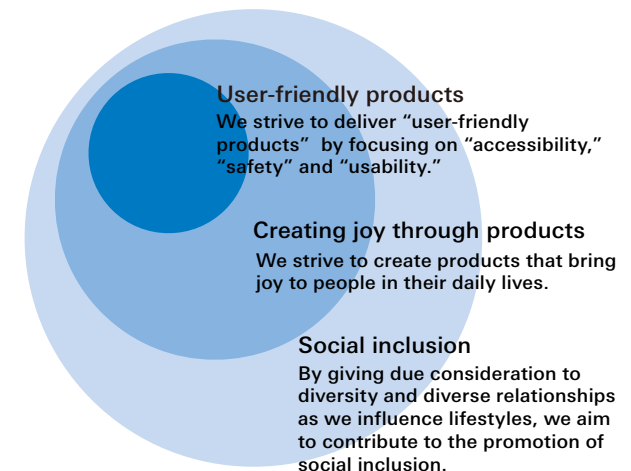 User-friendly products
We strive to deliver “user-friendly
products”  by focusing on “accessibility,”
“safety” and “usability.”
Creating joy through products
We strive to create products that bring
joy to people in their daily lives.
Social inclusion
By giving due consideration to
diversity and diverse relationships
as we influence lifestyles, we aim
to contribute to the promotion of
social inclusion.